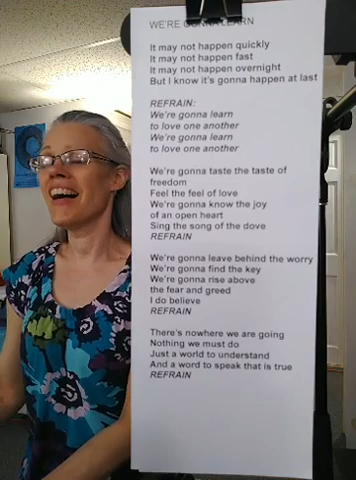 WE'RE GONNA LEARN
It may not happen quickly
It may not happen fast
It may not happen overnight
But I know it's gonna happen at last
REFRAIN:
We're gonna learn
to love one another
We're gonna learn
to love one another
We're gonna taste the taste of
freedom
Feel the feel of love
We're gonna know the joy
of an open heart
Sing the song of the dove
REFRAIN
We're gonna leave behind the worry
We're gonna find the key
We're gonna rise above
the fear and greed
I do believe
REFRAIN
There's nowhere we are going
Nothing we must do
Just a world to understand
And a word to speak that is true
REFRAIN